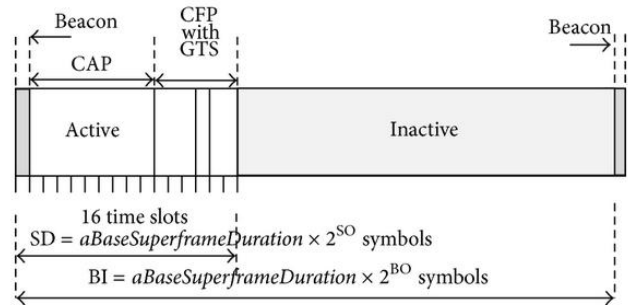 Beacon
CFP
with
GTS
Beacon
CAP
Active
Inactive
16 time slots
SD = aBaseSuperframeDuration × 2^SO symbols
BI = aBaseSuperframeDuration × 2^BO symbols